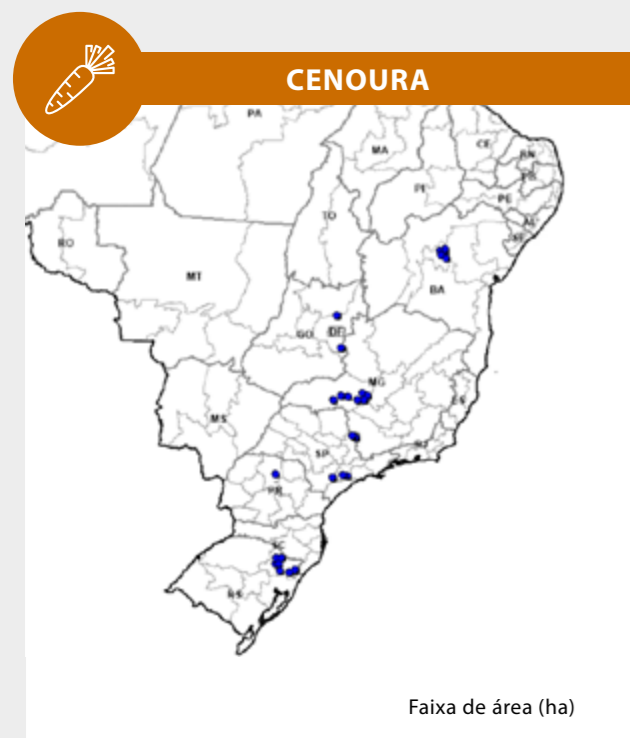 CENOURA
PA
MA
CE
RN
PB
PI
PE
TO
AL
SE
RO
MT
BA
GO
DF
MG
ES
MS
SP
RJ
PR
SC
RS
Faixa de área (ha)